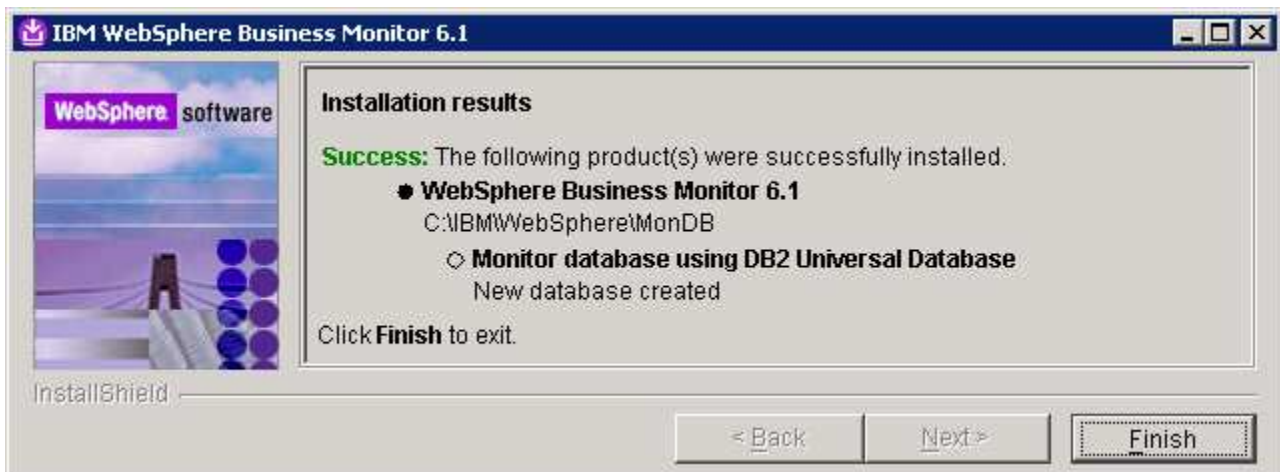 IBM WebSphere Business Monitor 6.1
WebSphere software
Installation results
Success: The following product(s) were successfully installed.
WebSphere Business Monitor 6.1
C:\IBM\WebSphere\MonDB
Monitor database using DB2 Universal Database
New database created
Click Finish to exit.
InstallShield
< Back Next > Finish